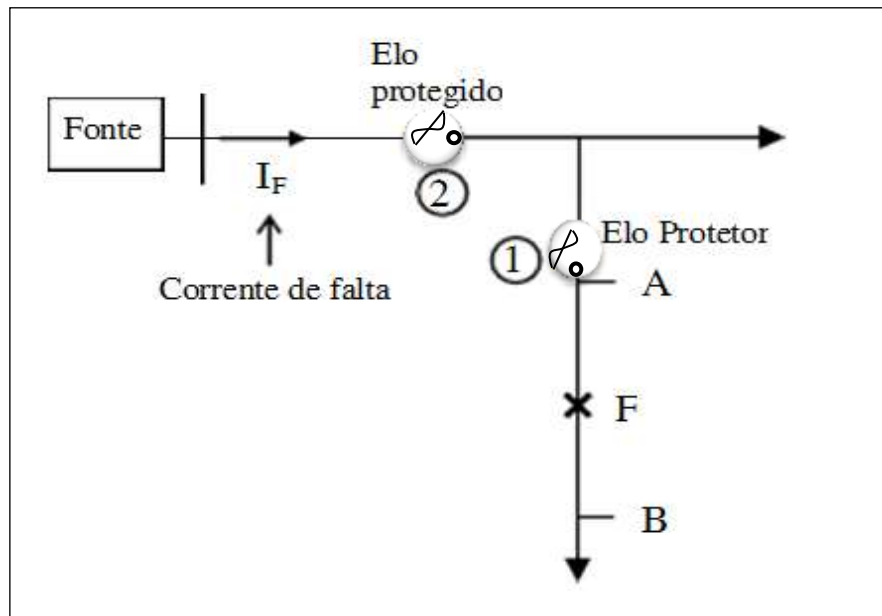 Elo
protegido
Fonte
I_F
2
Corrente de falta
Elo Protetor
1
A
F
B